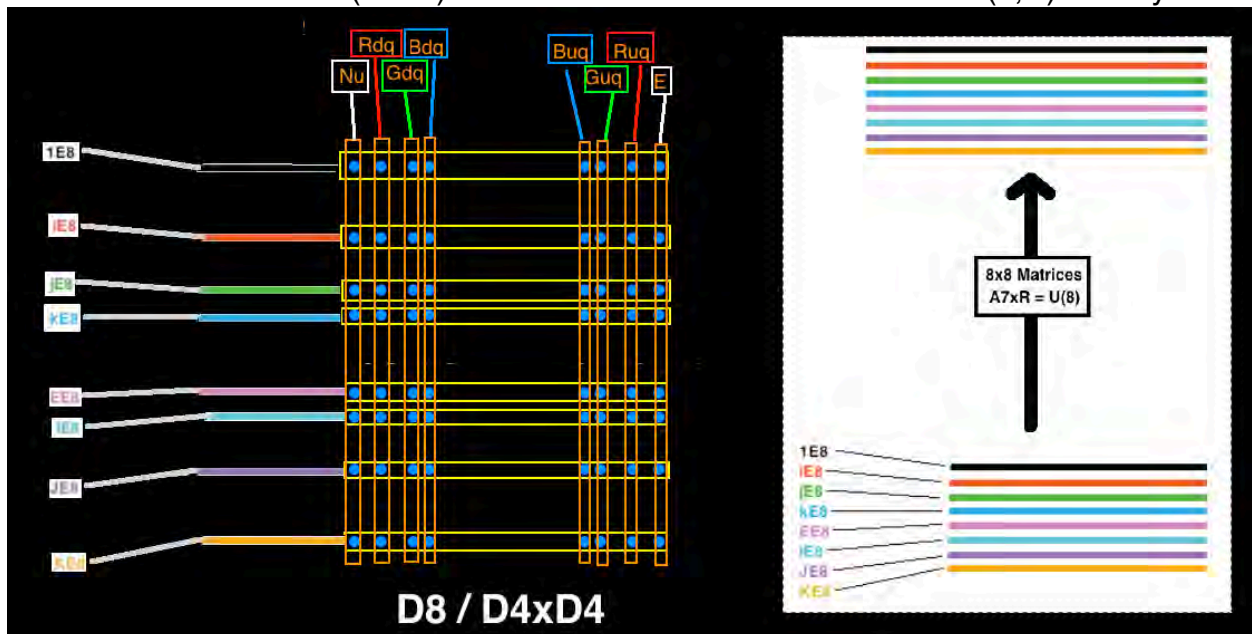 Rdq Bdq
Buq Ruq
Nu Gdq Guq E
1E8
iE8
jE8
kE8
EE8
IE8
JE8
KE8
D8 / D4xD4
8x8 Matrices
A7xR = U(8)
1E8
iE8
jE8
kE8
EE8
IE8
JE8
KE8